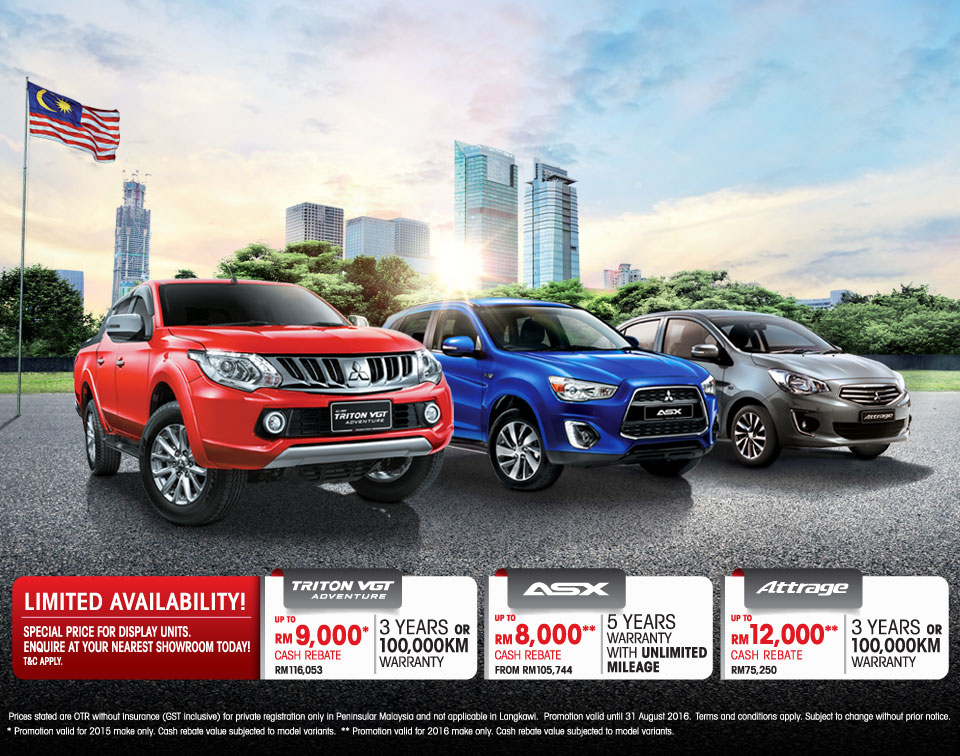 ALL-NEW
TRITON VGT
ADVENTURE
ASX
Attrage
LIMITED AVAILABILITY!
SPECIAL PRICE FOR DISPLAY UNITS.
ENQUIRE AT YOUR NEAREST SHOWROOM TODAY!
T&C APPLY.
TRITON VGT
ADVENTURE
UP TO
RM 9,000*
CASH REBATE
RM116,053
3 YEARS OR
100,000KM
WARRANTY
ASX
UP TO
RM 8,000**
CASH REBATE
FROM RM105,744
5 YEARS
WARRANTY
WITH UNLIMITED
MILEAGE
Attrage
UP TO
RM 12,000**
CASH REBATE
RM75,250
3 YEARS OR
100,000KM
WARRANTY
Prices stated are OTR without insurance (GST inclusive) for private registration only in Peninsular Malaysia and not applicable in Langkawi. Promotion valid until 31 August 2016. Terms and conditions apply. Subject to change without prior notice.
* Promotion valid for 2015 make only. Cash rebate value subjected to model variants. ** Promotion valid for 2016 make only. Cash rebate value subjected to model variants.